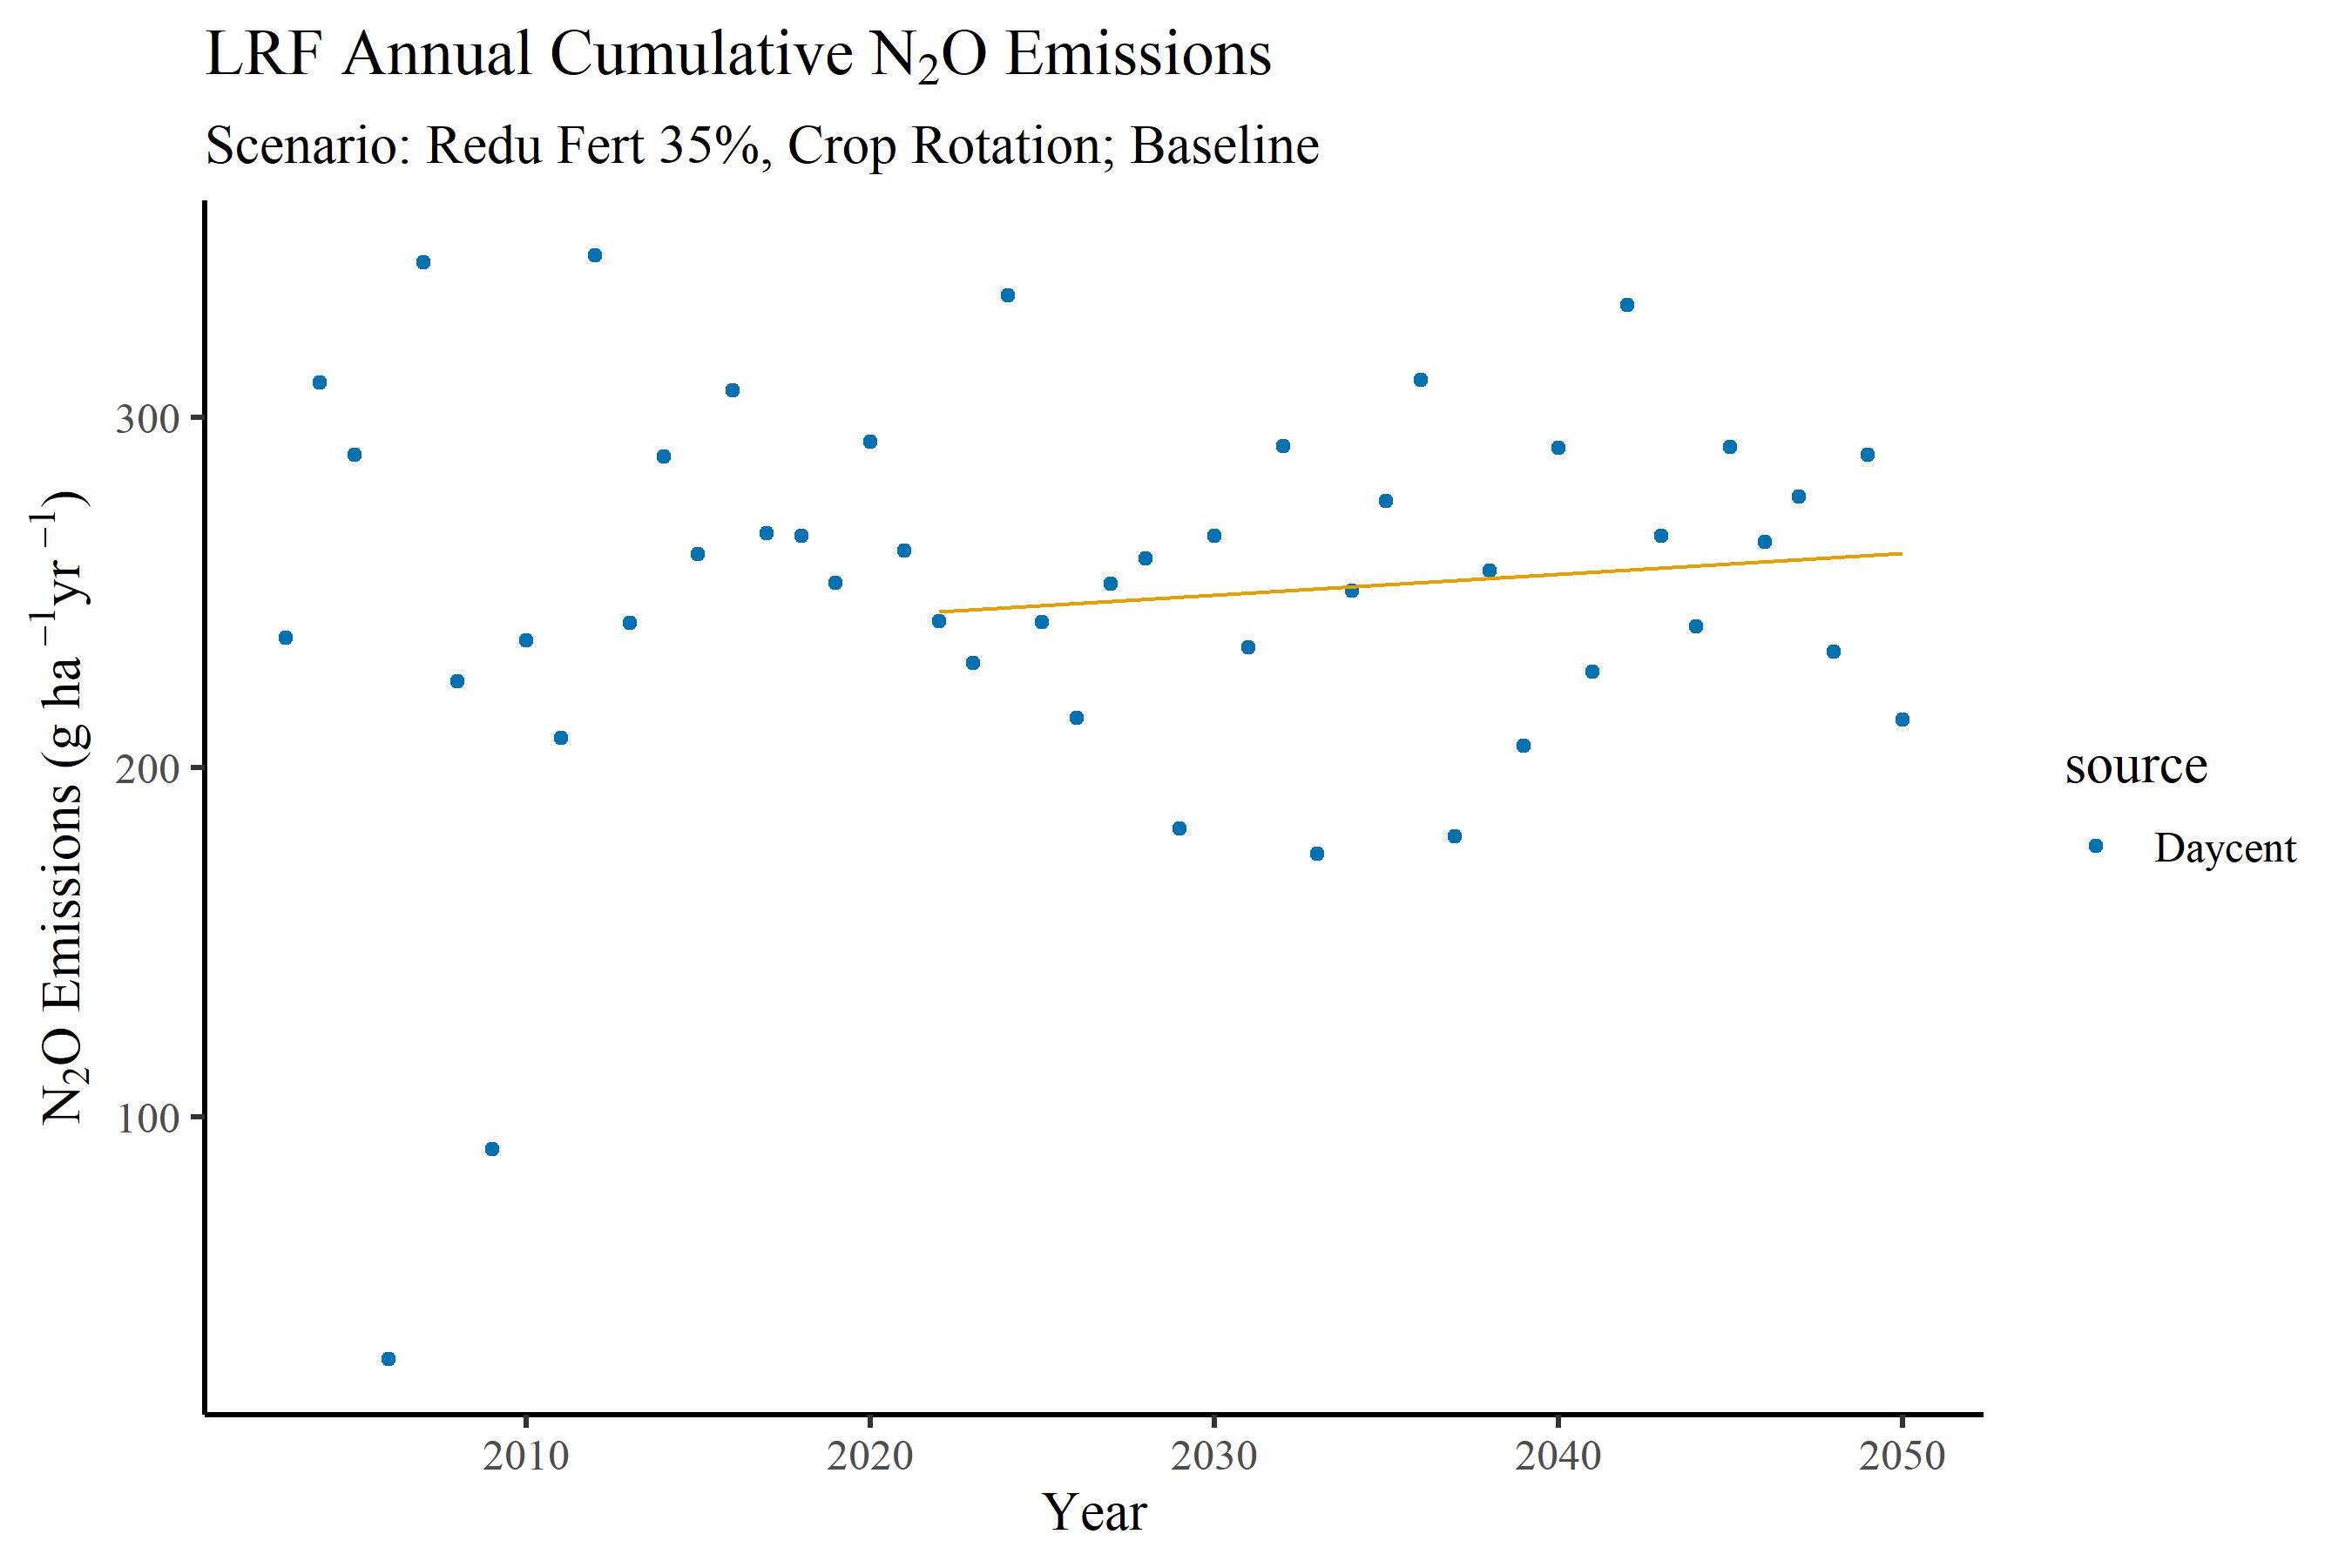 LRF Annual Cumulative N₂O Emissions
Scenario: Redu Fert 35%, Crop Rotation; Baseline
N₂O Emissions (g ha ⁻¹yr ⁻¹)
300
200
100
2010 2020 2030 2040 2050
Year
source
Daycent